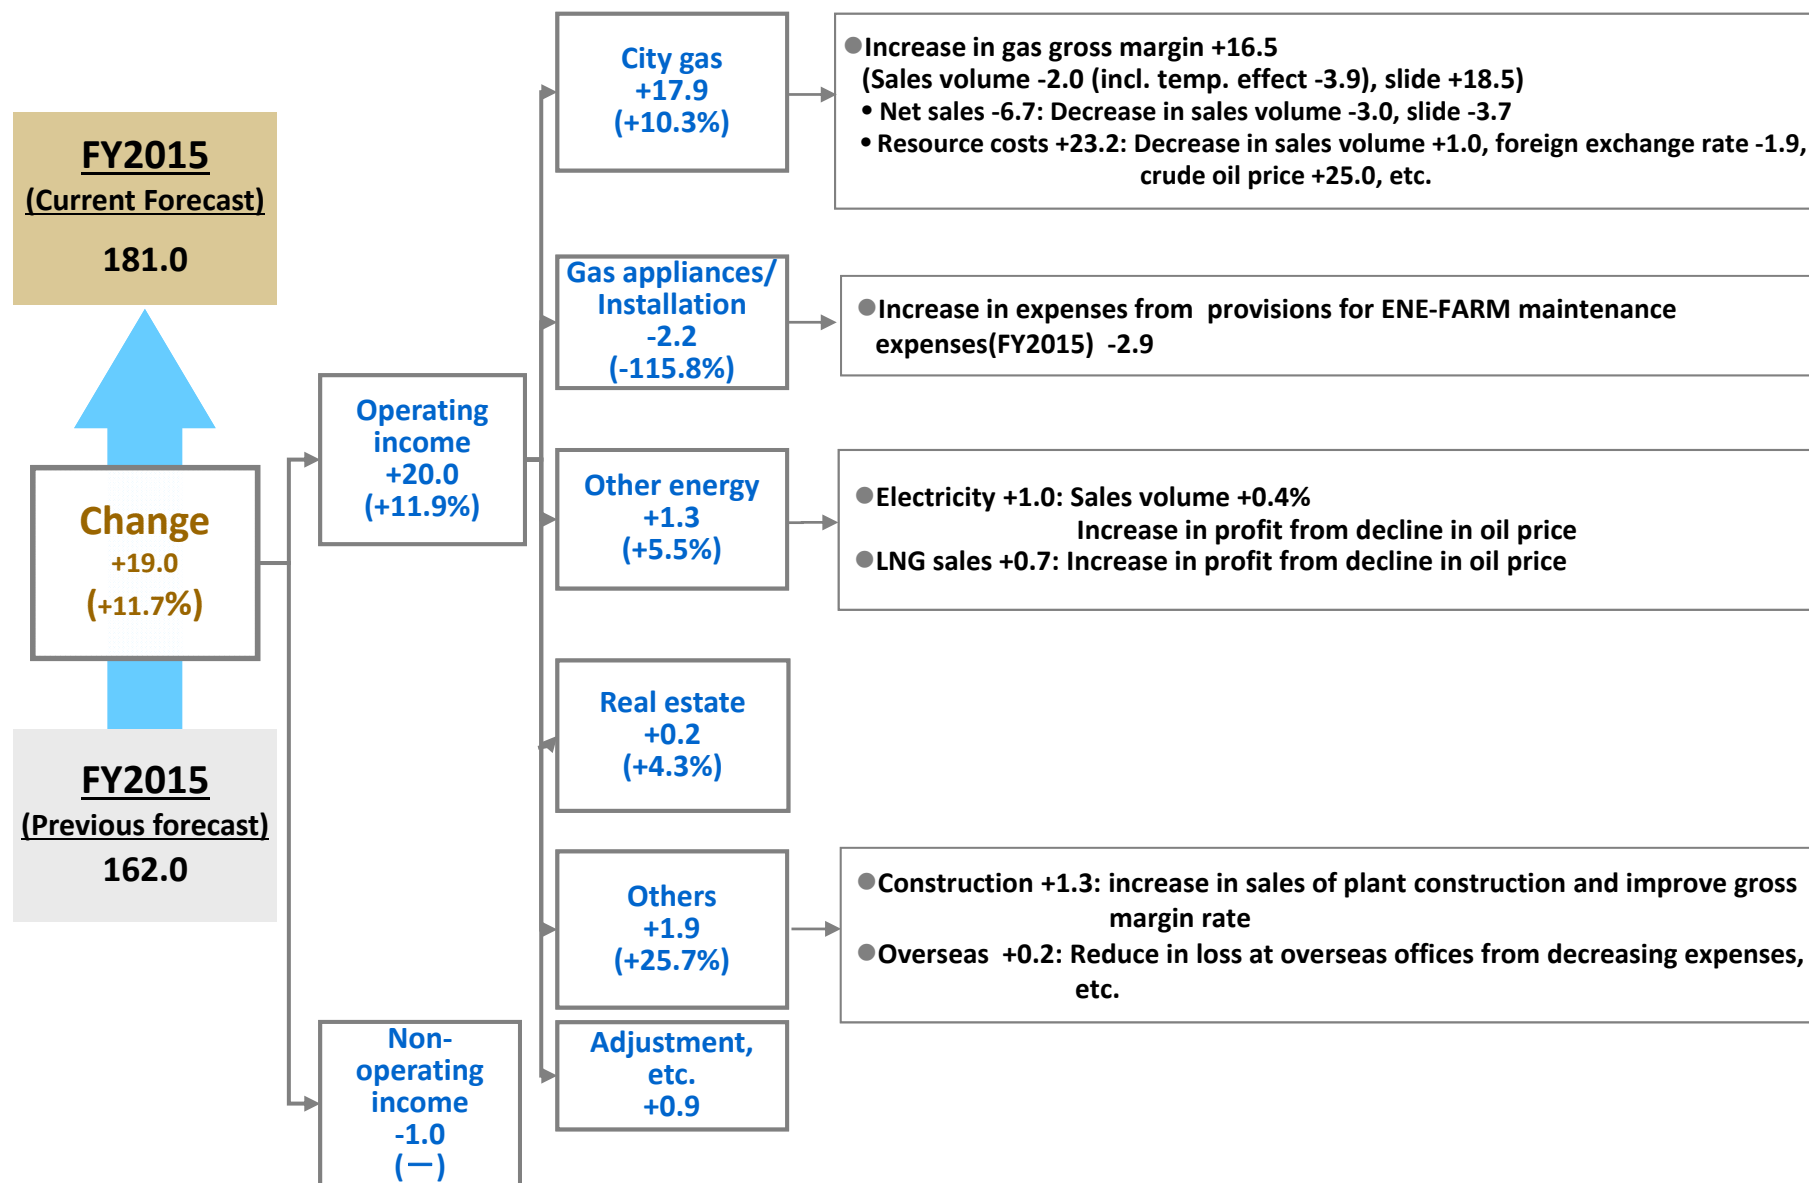 FY2015
(Current Forecast)
181.0
Change
+19.0
(+11.7%)
FY2015
(Previous forecast)
162.0
Operating
income
+20.0
(+11.9%)
Non-
operating
income
-1.0
(—)
City gas
+17.9
(+10.3%)
●Increase in gas gross margin +16.5
(Sales volume -2.0 (incl. temp. effect -3.9), slide +18.5)
• Net sales -6.7: Decrease in sales volume -3.0, slide -3.7
• Resource costs +23.2: Decrease in sales volume +1.0, foreign exchange rate -1.9,
crude oil price +25.0, etc.
Gas appliances/
Installation
-2.2
(-115.8%)
●Increase in expenses from provisions for ENE-FARM maintenance
expenses(FY2015) -2.9
Other energy
+1.3
(+5.5%)
●Electricity +1.0: Sales volume +0.4%
Increase in profit from decline in oil price
●LNG sales +0.7: Increase in profit from decline in oil price
Real estate
+0.2
(+4.3%)
Others
+1.9
(+25.7%)
●Construction +1.3: increase in sales of plant construction and improve gross
margin rate
●Overseas +0.2: Reduce in loss at overseas offices from decreasing expenses,
etc.
Adjustment,
etc.
+0.9